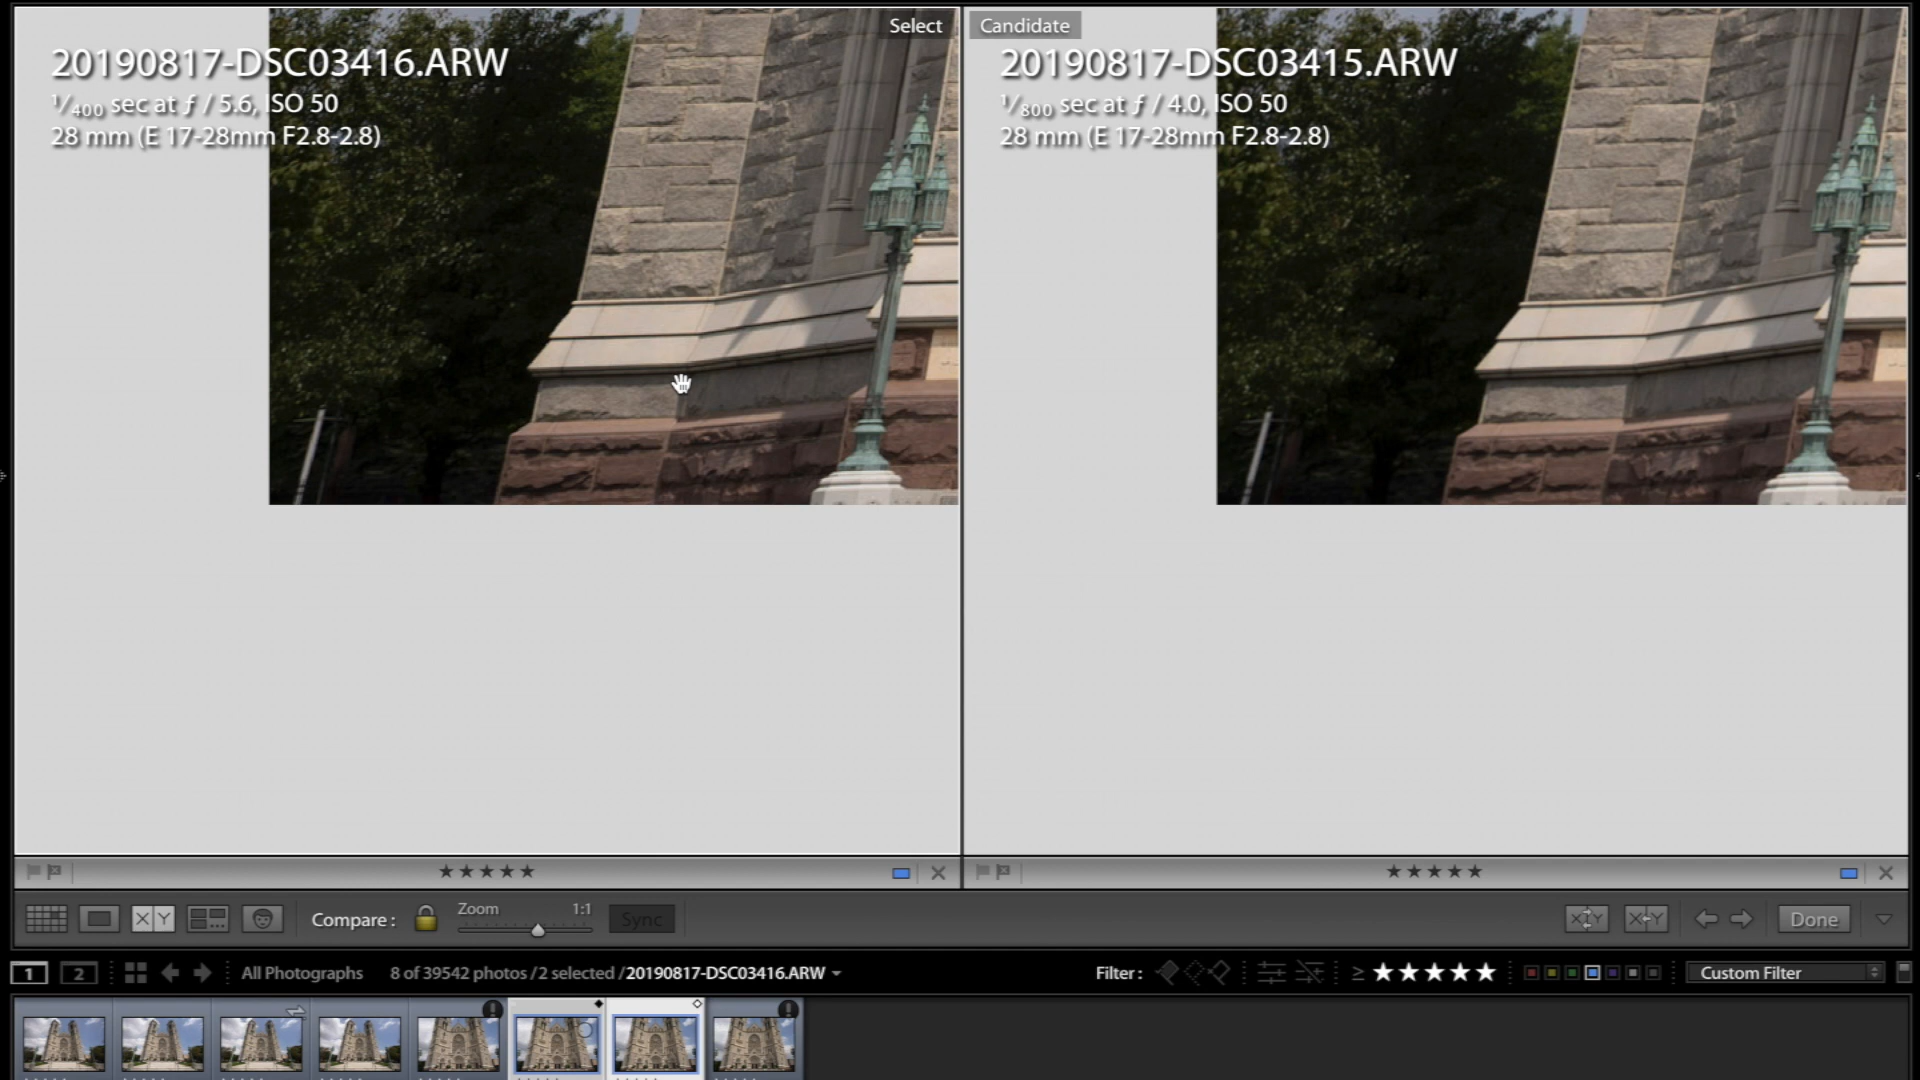 Select
20190817-DSC03416.ARW
1/400 sec at ƒ / 5.6, ISO 50
28 mm (E 17-28mm F2.8-2.8)
Candidate
20190817-DSC03415.ARW
1/800 sec at ƒ / 4.0, ISO 50
28 mm (E 17-28mm F2.8-2.8)
X Y
Compare :
Zoom 1:1
Sync
Done
1 2
All Photographs 8 of 39542 photos / 2 selected / 20190817-DSC03416.ARW
Filter :
Custom Filter